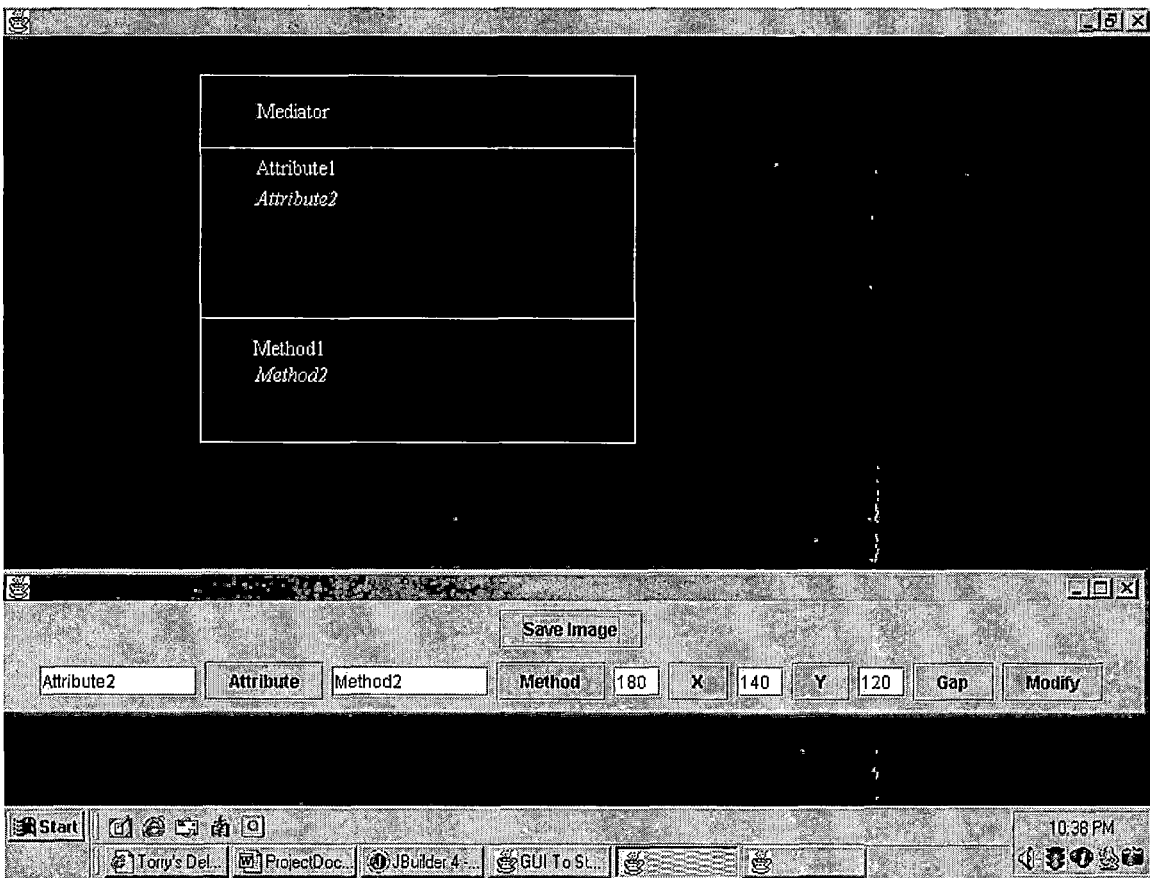 Mediator
Attribute1
Attribute2
Method1
Method2
Save Image
Attribute2 Attribute Method2 Method 180 X 140 Y 120 Gap Modify
Start 10:38 PM
Tony's Del... ProjectDoc... JBuilder 4 -... GUI To St...